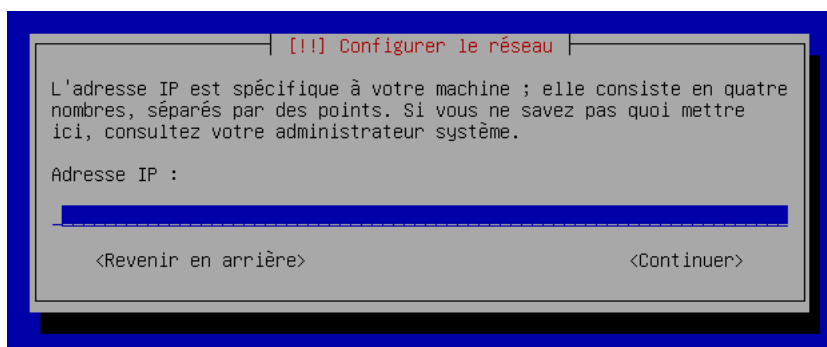 [!!] Configurer le réseau
L'adresse IP est spécifique à votre machine ; elle consiste en quatre
nombres, séparés par des points. Si vous ne savez pas quoi mettre
ici, consultez votre administrateur système.
Adresse IP :
<Revenir en arrière> <Continuer>